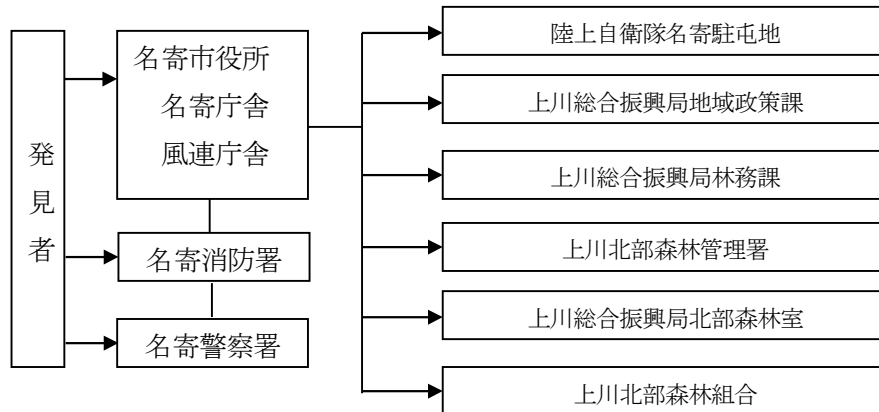 発見者
名寄市役所
名寄庁舎
風連庁舎
名寄消防署
名寄警察署
陸上自衛隊名寄駐屯地
上川総合振興局地域政策課
上川総合振興局林務課
上川北部森林管理署
上川総合振興局北部森林室
上川北部森林組合